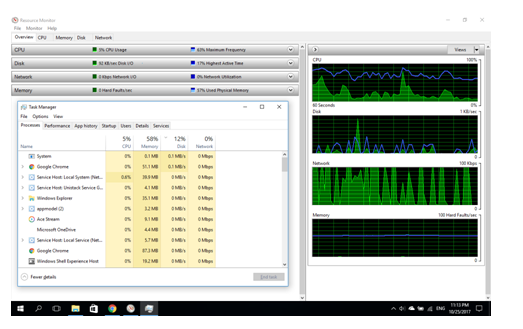 Resource Monitor
File Monitor Help
Overview CPU Memory Disk Network
CPU 5% CPU Usage 63% Maximum Frequency
Disk 92 KB/sec Disk I/O 17% Highest Active Time
Network 0 Kbps Network I/O 0% Network Utilization
Memory 0 Hard Faults/sec 57% Used Physical Memory
Views
CPU 100%
60 Seconds 0%
Disk 1 KB/sec
0
Network 100 Kbps
0
Memory 100 Hard Faults/sec
0
Task Manager
File Options View
Processes Performance App history Startup Users Details Services
5% 58% 12% 0%
Name CPU Memory Disk Network
System 0% 0.1 MB 0.1 MB/s 0 Mbps
Google Chrome 0% 51.1 MB 0.1 MB/s 0 Mbps
Service Host: Local System (Net... 0.6% 39.9 MB 0 MB/s 0 Mbps
Service Host: Unistack Service G... 0% 4.1 MB 0 MB/s 0 Mbps
Windows Explorer 0% 35.1 MB 0 MB/s 0 Mbps
appmodel (2) 0% 5.2 MB 0 MB/s 0 Mbps
Ace Stream 0% 9.1 MB 0 MB/s 0 Mbps
Microsoft OneDrive 0% 4.4 MB 0 MB/s 0 Mbps
Service Host: Local Service (Net... 0% 5.7 MB 0 MB/s 0 Mbps
Google Chrome 0% 87.3 MB 0 MB/s 0 Mbps
Windows Shell Experience Host 0% 19.2 MB 0 MB/s 0 Mbps
Fewer details End task
ENG 11:13 PM
10/25/2017